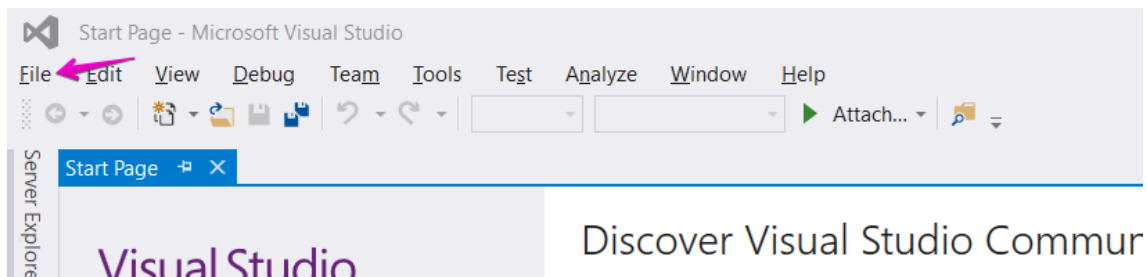 Start Page - Microsoft Visual Studio
File Edit View Debug Team Tools Test Analyze Window Help
Attach...
Server Explore
Start Page
Discover Visual Studio Commun
Visual Studio